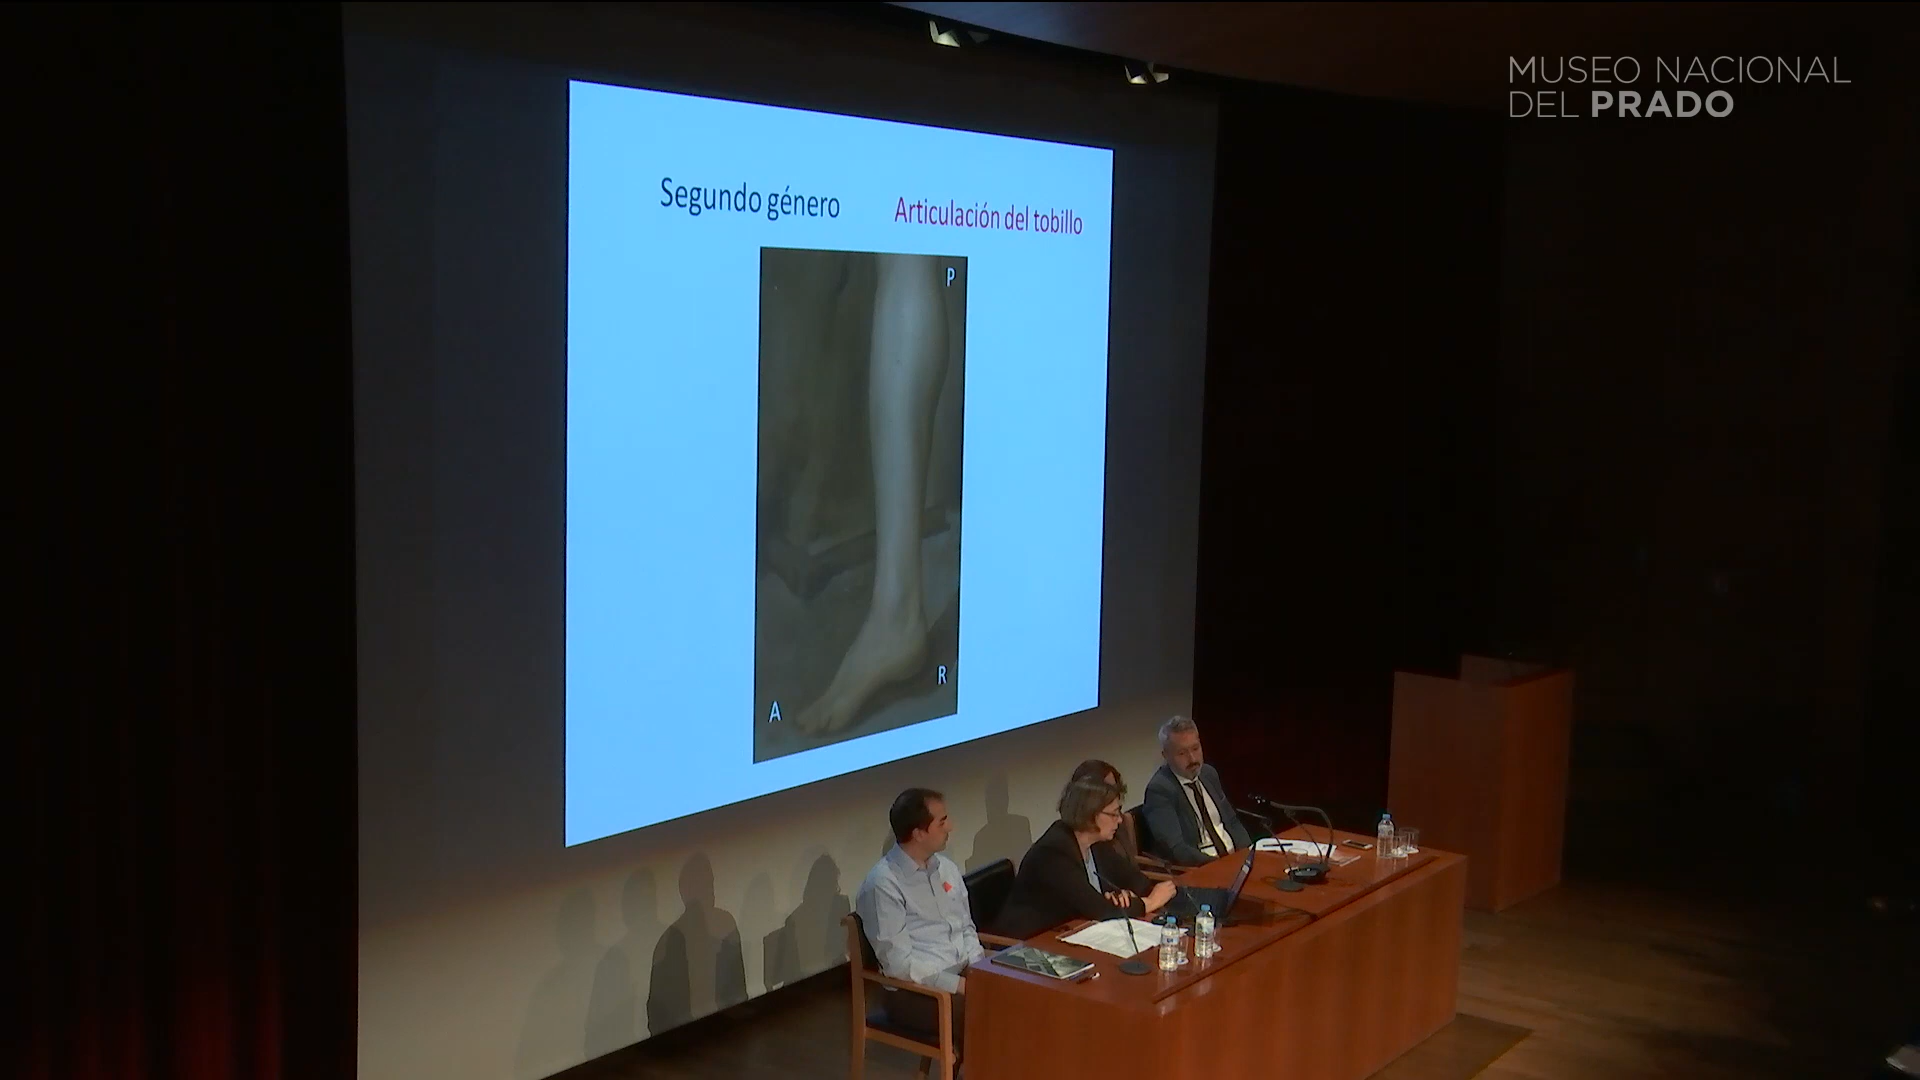 MUSEO NACIONAL
DEL PRADO
Segundo género
Articulación del tobillo
P
R
A